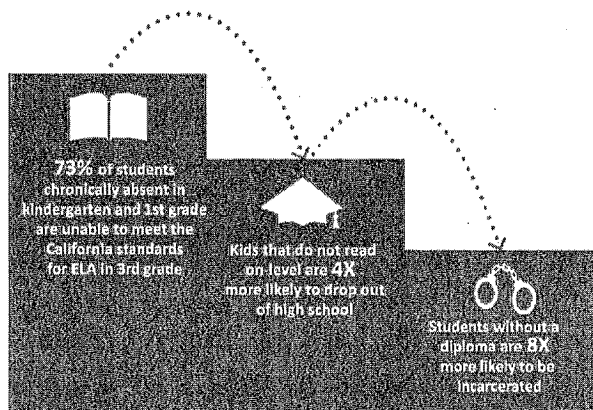 73% of students
chronically absent in
kindergarten and 1st grade
are unable to meet the
California standards
for ELA in 3rd grade
Kids that do not read
on level are 4X
more likely to drop out
of high school
Students without a
diploma are 8X
more likely to be
incarcerated